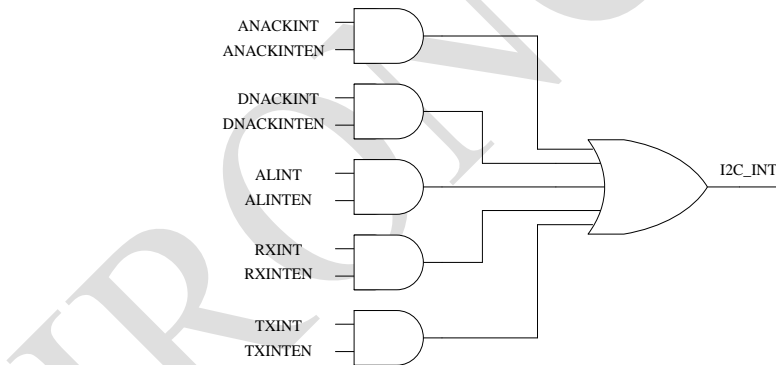 ANACKINT
ANACKINTEN
DNACKINT
DNACKINTEN
ALINT
ALINTEN
I2C_INT
RXINT
RXINTEN
TXINT
TXINTEN